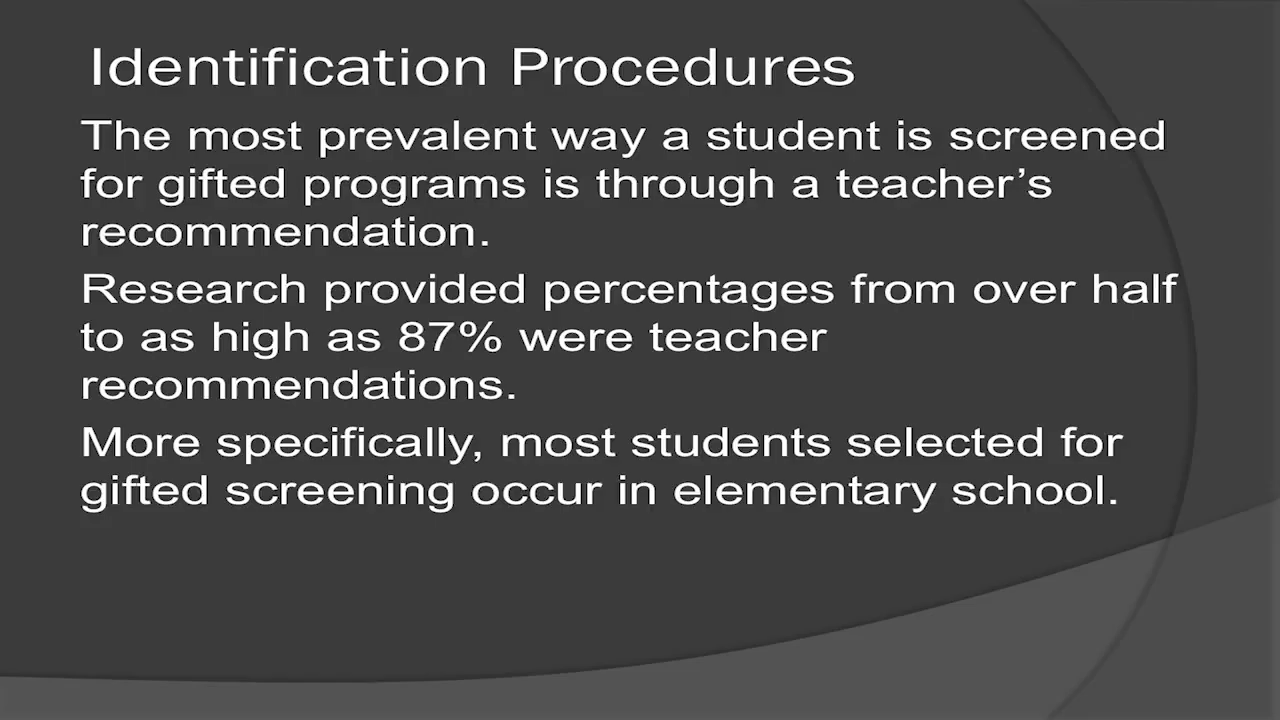 Identification Procedures
The most prevalent way a student is screened
for gifted programs is through a teacher’s
recommendation.
Research provided percentages from over half
to as high as 87% were teacher
recommendations.
More specifically, most students selected for
gifted screening occur in elementary school.